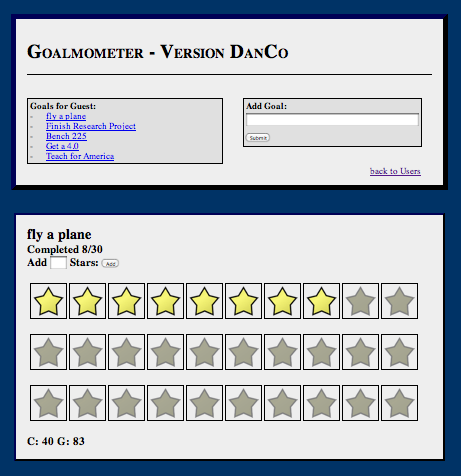 Goalmometer - Version DanCo
Goals for Guest:
fly a plane
Finish Research Project
Bench 225
Get a 4.0
Teach for America
Add Goal:
Submit
back to Users
fly a plane
Completed 8/30
Add Stars: Add
C: 40 G: 83